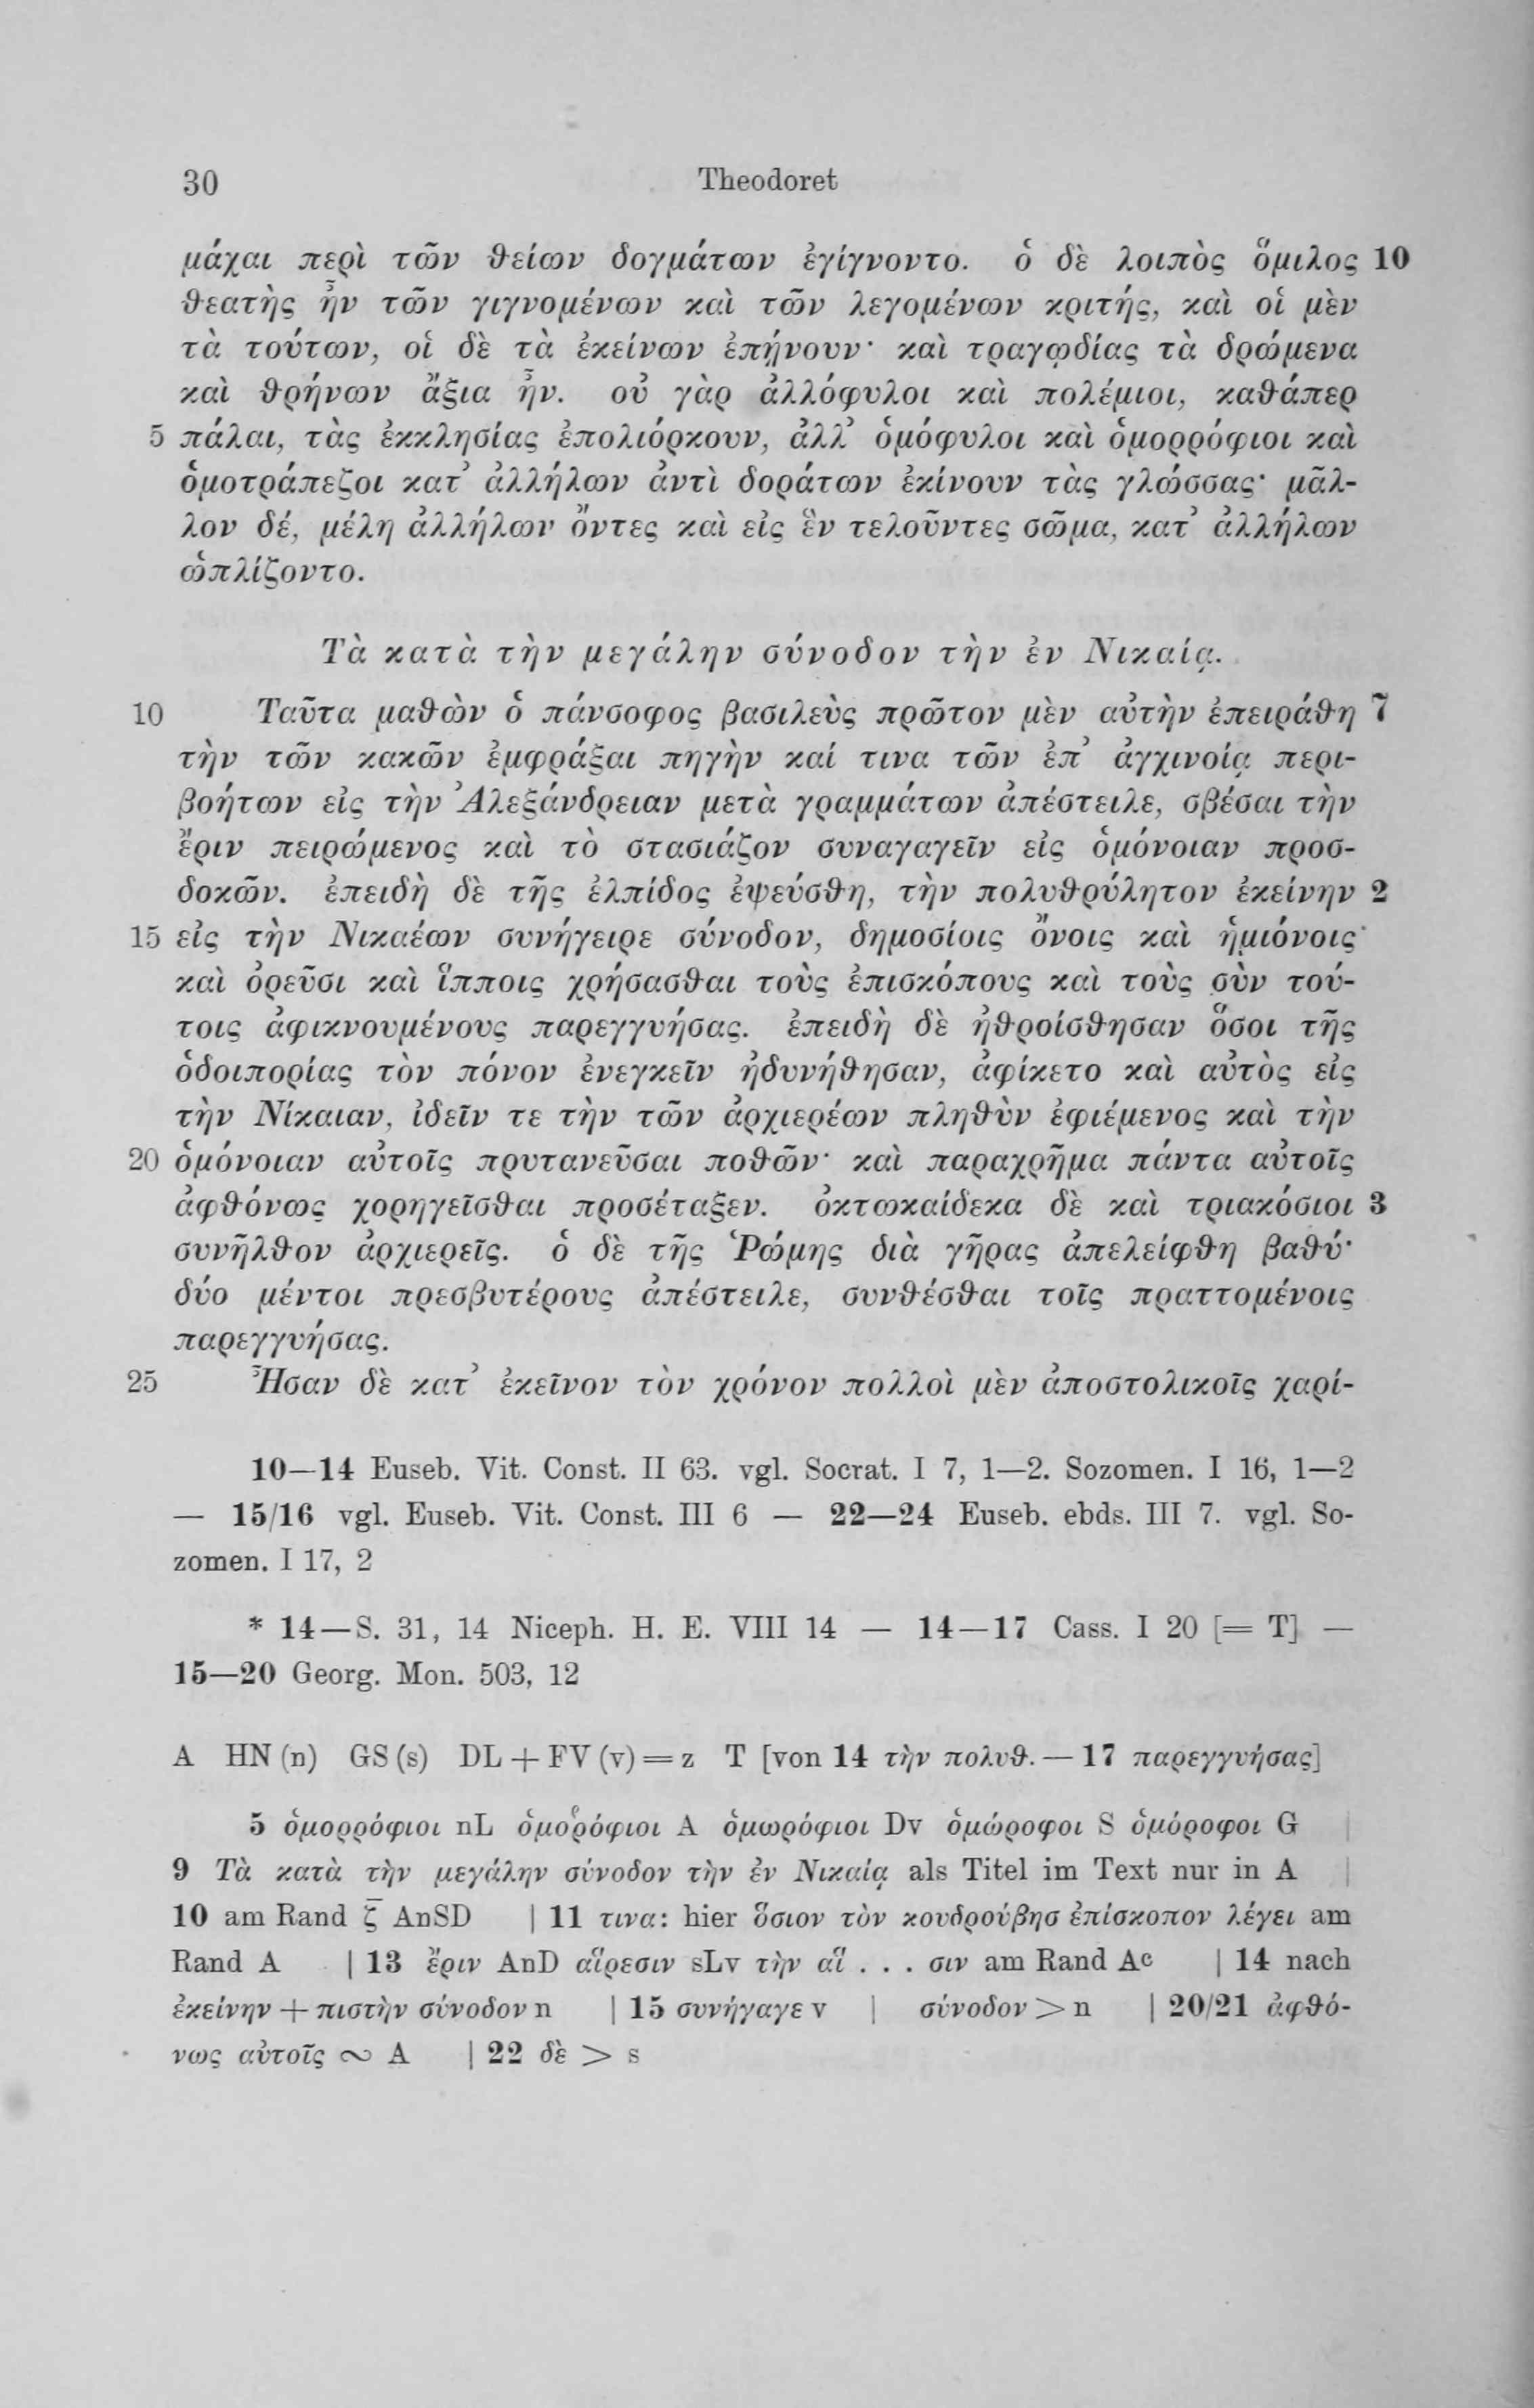 30 Theodoret
μάχαι περὶ τῶν θείων δογμάτων ἐγίγνοντο. ὁ δὲ λοιπὸς ὅμιλος 10
θεατὴς ἦν τῶν γιγνομένων καὶ τῶν λεγομένων κριτής, καὶ οἱ μὲν
τὰ τούτων, οἱ δὲ τὰ ἐκείνων ἐπῄνουν· καὶ τραγῳδίας τὰ δρώμενα
καὶ θρήνων ἄξια ἦν. οὐ γὰρ ἀλλόφυλοι καὶ πολέμιοι, καθάπερ
5 πάλαι, τὰς ἐκκλησίας ἐπολιόρκουν, ἀλλ’ ὁμόφυλοι καὶ ὁμορρόφιοι καὶ
ὁμοτράπεζοι κατ’ ἀλλήλων ἀντὶ δοράτων ἐκίνουν τὰς γλώσσας· μᾶλ-
λον δέ, μέλη ἀλλήλων ὄντες καὶ εἰς ἓν τελοῦντες σῶμα, κατ’ ἀλλήλων
ὡπλίζοντο.
Τὰ κατὰ τὴν μεγάλην σύνοδον τὴν ἐν Νικαίᾳ.
10 Ταῦτα μαθὼν ὁ πάνσοφος βασιλεὺς πρῶτον μὲν αὐτὴν ἐπειράθη 7
τὴν τῶν κακῶν ἐμφράξαι πηγὴν καί τινα τῶν ἐπ’ ἀγχινοίᾳ περι-
βοήτων εἰς τὴν Ἀλεξάνδρειαν μετὰ γραμμάτων ἀπέστειλε, σβέσαι τὴν
ἔριν πειρώμενος καὶ τὸ στασιάζον συναγαγεῖν εἰς ὁμόνοιαν προσ-
δοκῶν. ἐπειδὴ δὲ τῆς ἐλπίδος ἐψεύσθη, τὴν πολυθρύλητον ἐκείνην 2
15 εἰς τὴν Νικαέων συνήγειρε σύνοδον, δημοσίοις ὄνοις καὶ ἡμιόνοις
καὶ ὀρεῦσι καὶ ἵπποις χρήσασθαι τοὺς ἐπισκόπους καὶ τοὺς σὺν τού-
τοις ἀφικνουμένους παρεγγυήσας. ἐπειδὴ δὲ ἠθροίσθησαν ὅσοι τῆς
ὁδοιπορίας τὸν πόνον ἐνεγκεῖν ἠδυνήθησαν, ἀφίκετο καὶ αὐτὸς εἰς
τὴν Νίκαιαν, ἰδεῖν τε τὴν τῶν ἀρχιερέων πληθὺν ἐφιέμενος καὶ τὴν
20 ὁμόνοιαν αὐτοῖς πρυτανεῦσαι ποθῶν· καὶ παραχρῆμα πάντα αὐτοῖς
ἀφθόνως χορηγεῖσθαι προσέταξεν. ὀκτωκαίδεκα δὲ καὶ τριακόσιοι 3
συνῆλθον ἀρχιερεῖς. ὁ δὲ τῆς Ῥώμης διὰ γῆρας ἀπελείφθη βαθύ·
δύο μέντοι πρεσβυτέρους ἀπέστειλε, συνθέσθαι τοῖς πραττομένοις
παρεγγυήσας.
25 Ἦσαν δὲ κατ’ ἐκεῖνον τὸν χρόνον πολλοὶ μὲν ἀποστολικοῖς χαρί-
10—14 Euseb. Vit. Const. II 63. vgl. Socrat. I 7, 1—2. Sozomen. I 16, 1—2
— 15/16 vgl. Euseb. Vit. Const. III 6 — 22—24 Euseb. ebds. III 7. vgl. So-
zomen. I 17, 2
* 14—S. 31, 14 Niceph. H. E. VIII 14 — 14—17 Cass. I 20 [= T] —
15—20 Georg. Mon. 503, 12
A HN (n) GS (s) DL + FV (v) = z T [von 14 τὴν πολυθ. — 17 παρεγγυήσας]
5 ὁμορρόφιοι nL ὁμορόφιοι A ὁμωρόφιοι Dv ὁμώροφοι S ὁμόροφοι G |
9 Τὰ κατὰ τὴν μεγάλην σύνοδον τὴν ἐν Νικαίᾳ als Titel im Text nur in A |
10 am Rand ζ̄ AnSD | 11 τινα: hier ὅσιον τὸν κουδρούβησ ἐπίσκοπον λέγει am
Rand A | 13 ἔριν AnD αἵρεσιν sLv τὴν αἵ . . . σιν am Rand Ac | 14 nach
ἐκείνην + πιστὴν σύνοδον n | 15 συνήγαγε v | σύνοδον > n | 20/21 ἀφθό-
νως αὐτοῖς ∾ A | 22 δὲ > s